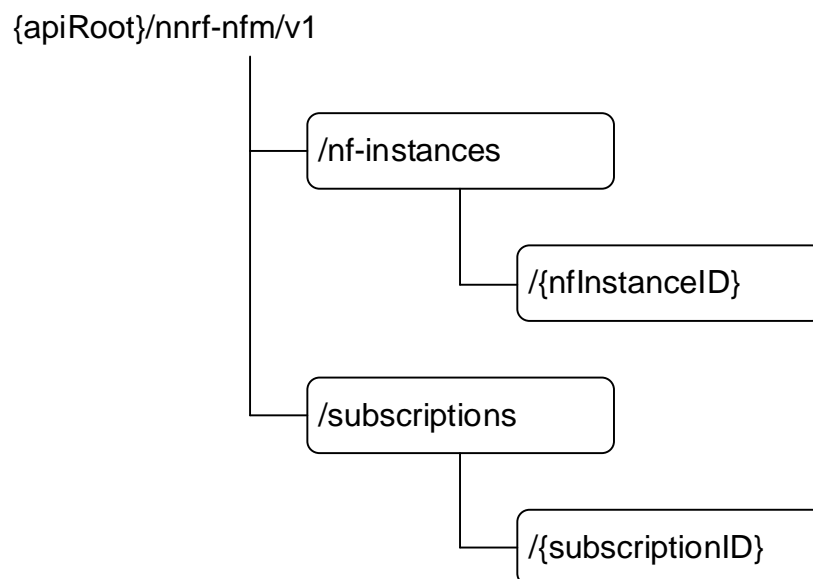 {apiRoot}/nnrf-nfm/v1
/nf-instances
/{nfInstanceID}
/subscriptions
/{subscriptionID}